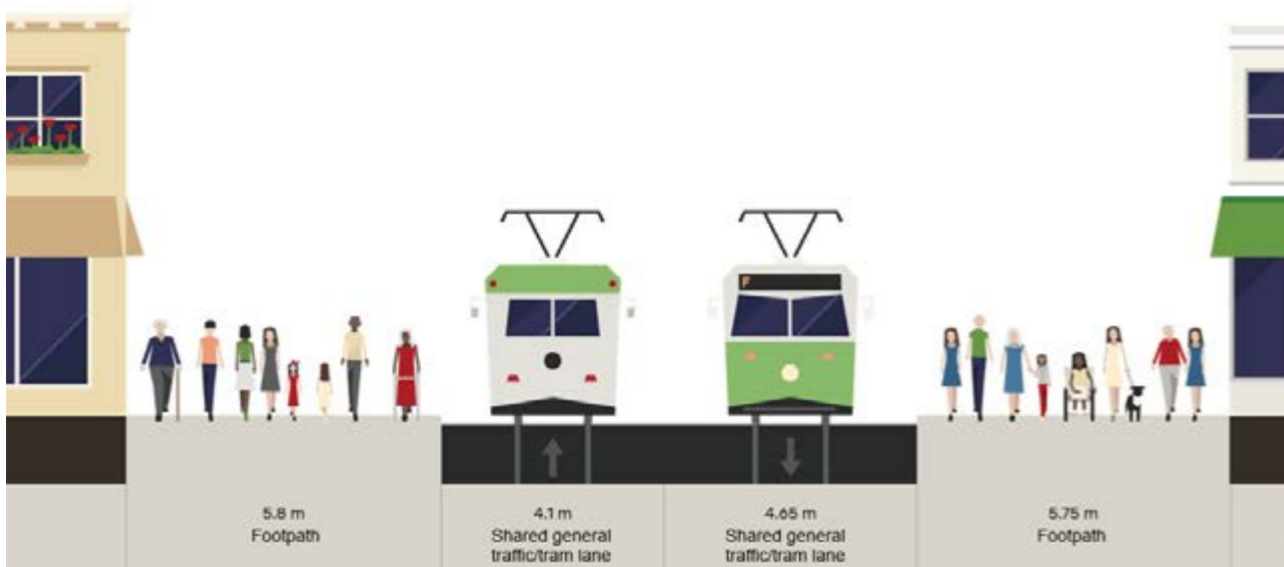 F
5.8 m
Footpath
4.1 m
Shared general
traffic/tram lane
4.65 m
Shared general
traffic/tram lane
5.75 m
Footpath